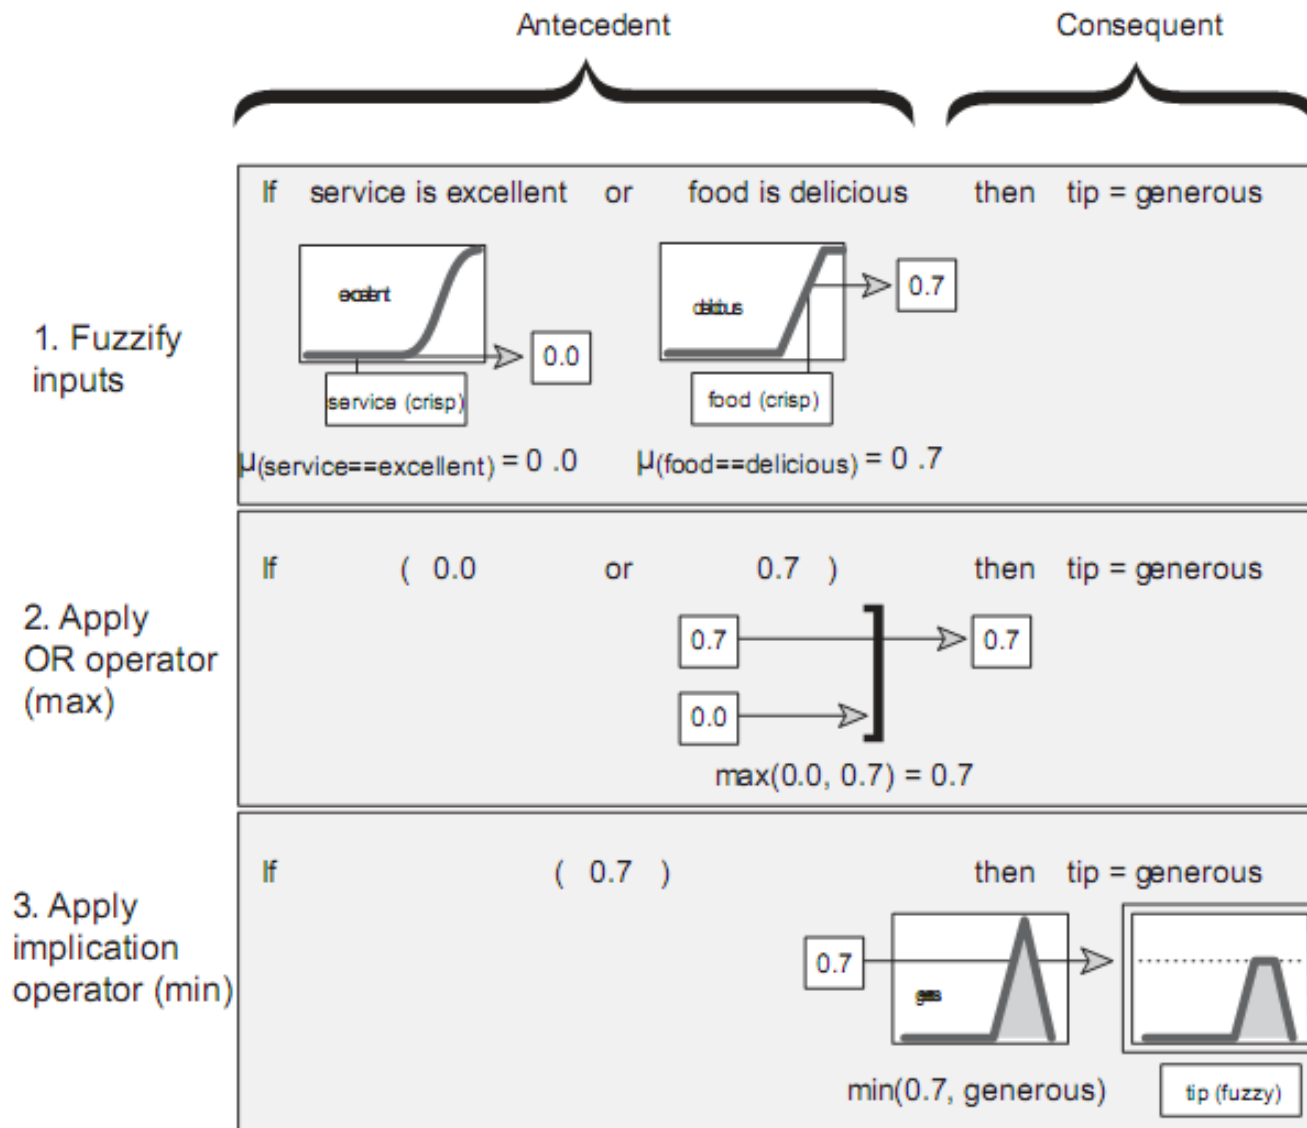 Antecedent Consequent
If service is excellent or food is delicious then tip = generous
0.7
1. Fuzzify
inputs
0.0
service (crisp) food (crisp)
μ(service==excellent) = 0 .0 μ(food==delicious) = 0 .7
If ( 0.0 or 0.7 ) then tip = generous
2. Apply
OR operator
(max)
0.7 0.7
0.0
max(0.0, 0.7) = 0.7
If ( 0.7 ) then tip = generous
3. Apply
implication
operator (min)
0.7
min(0.7, generous)
tip (fuzzy)